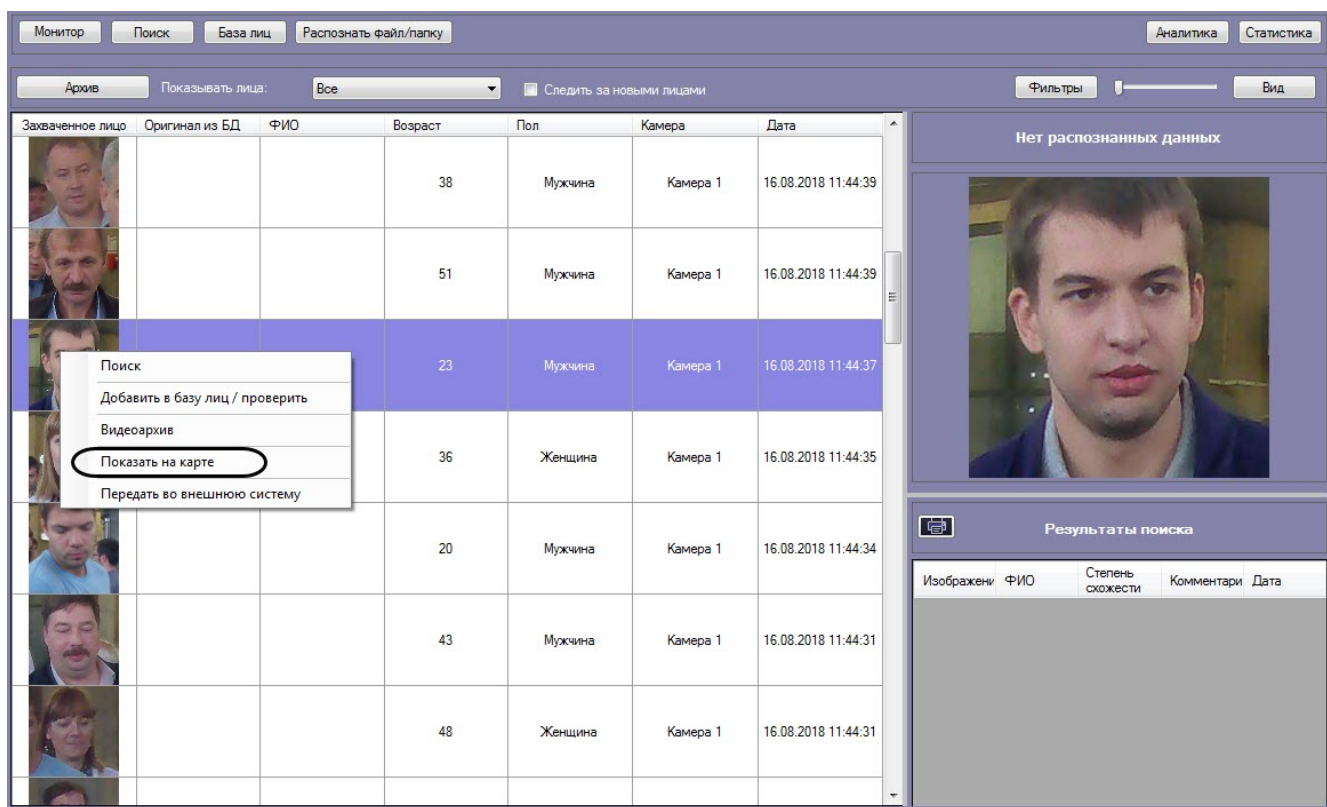 Монитор Поиск База лиц Распознать файл/папку Аналитика Статистика
Архив Показывать лица: Все Следить за новыми лицами Фильтры Вид
Захваченное лицо Оригинал из БД ФИО Возраст Пол Камера Дата
38 Мужчина Камера 1 16.08.2018 11:44:39
51 Мужчина Камера 1 16.08.2018 11:44:39
23 Мужчина Камера 1 16.08.2018 11:44:37
Поиск
Добавить в базу лиц / проверить
Видеоархив
Показать на карте
Передать во внешнюю систему
36 Женщина Камера 1 16.08.2018 11:44:35
20 Мужчина Камера 1 16.08.2018 11:44:34
43 Мужчина Камера 1 16.08.2018 11:44:31
48 Женщина Камера 1 16.08.2018 11:44:31
Нет распознанных данных
Результаты поиска
Изображени ФИО Степень схожести Комментари Дата